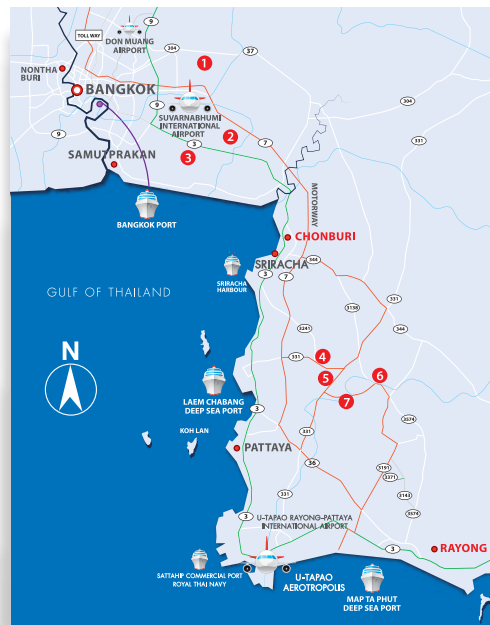 9
TOLL WAY
DON MUANG
AIRPORT
304
37
NONTHA
BURI
1
BANGKOK
304
9
SUVARNABHUMI
INTERNATIONAL
AIRPORT
2
9
3
7
3
SAMUTPRAKAN
BANGKOK PORT
MOTORWAY
CHONBURI
SRIRACHA
344
SRIRACHA
HARBOUR
3
7
GULF OF THAILAND
331
3138
3241
344
N
331
4
5
6
LAEM CHABANG
DEEP SEA PORT
7
3
3574
KOH LAN
331
PATTAYA
36
3191
3371
331
3143
3
3574
U-TAPAO RAYONG-PATTAYA
INTERNATIONAL AIRPORT
3
RAYONG
SATTAHIP COMMERCIAL PORT
ROYAL THAI NAVY
U-TAPAO
AEROTROPOLIS
MAP TA PHUT
DEEP SEA PORT